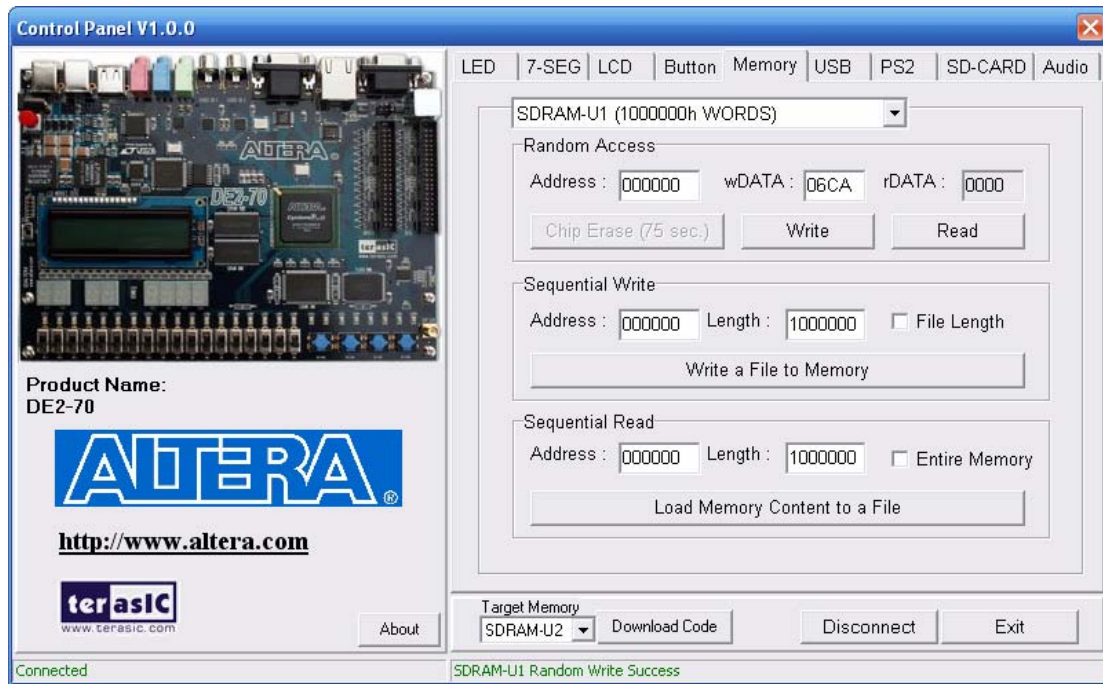 Control Panel V1.0.0
LED 7-SEG LCD Button Memory USB PS2 SD-CARD Audio
SDRAM-U1 (1000000h WORDS)
Random Access
Address : 000000 wDATA : 06CA rDATA : 0000
Chip Erase (75 sec.) Write Read
Sequential Write
Address : 000000 Length : 1000000 File Length
Write a File to Memory
Sequential Read
Address : 000000 Length : 1000000 Entire Memory
Load Memory Content to a File
ALTERA
DE2-70
terasIC
Product Name:
DE2-70
ALTERA®
http://www.altera.com
terasIC
www.terasic.com
About
Target Memory
SDRAM-U2 Download Code Disconnect Exit
Connected
SDRAM-U1 Random Write Success